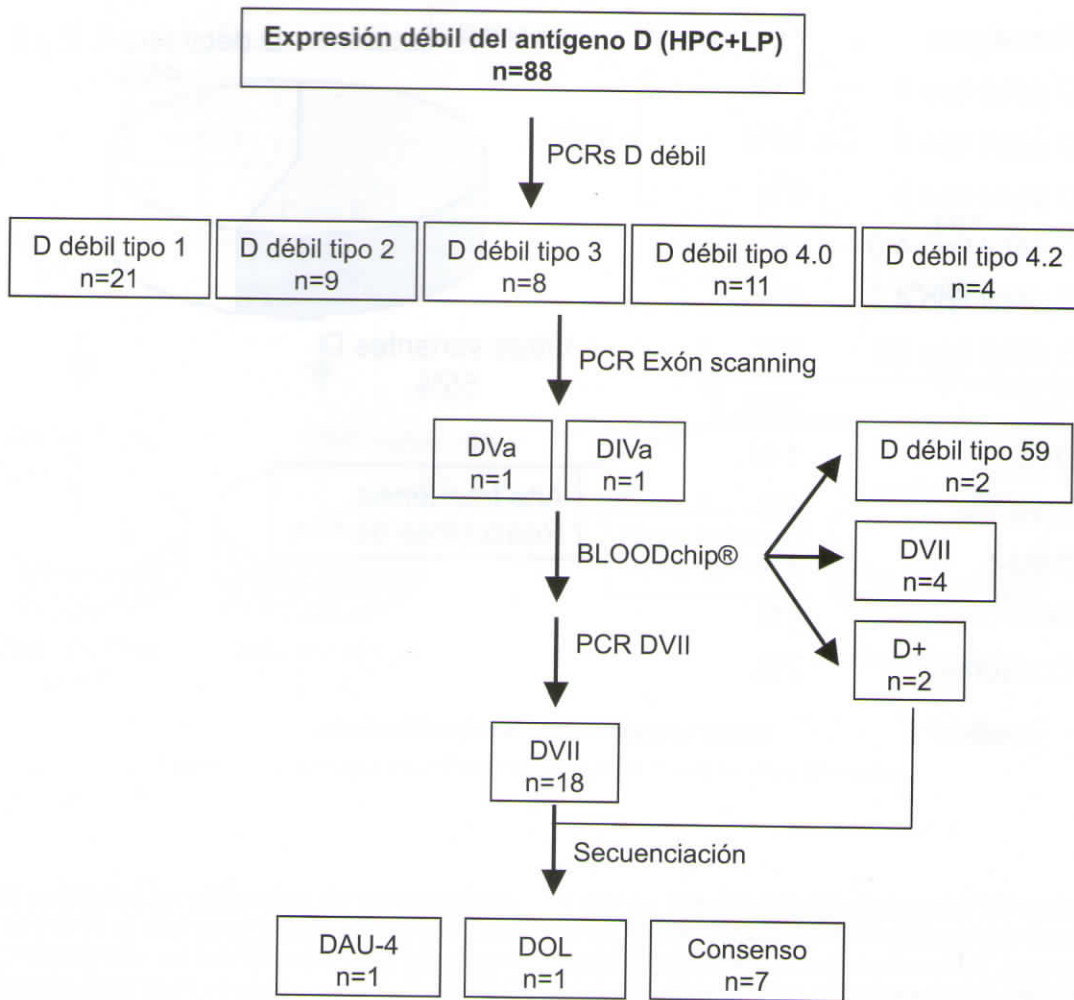 Expresión débil del antígeno D (HPC+LP)
n=88
PCRs D débil
D débil tipo 1
n=21
D débil tipo 2
n=9
D débil tipo 3
n=8
D débil tipo 4.0
n=11
D débil tipo 4.2
n=4
PCR Exón scanning
DVa
n=1
DIVa
n=1
D débil tipo 59
n=2
BLOODchip®
DVII
n=4
PCR DVII
D+
n=2
DVII
n=18
Secuenciación
DAU-4
n=1
DOL
n=1
Consenso
n=7